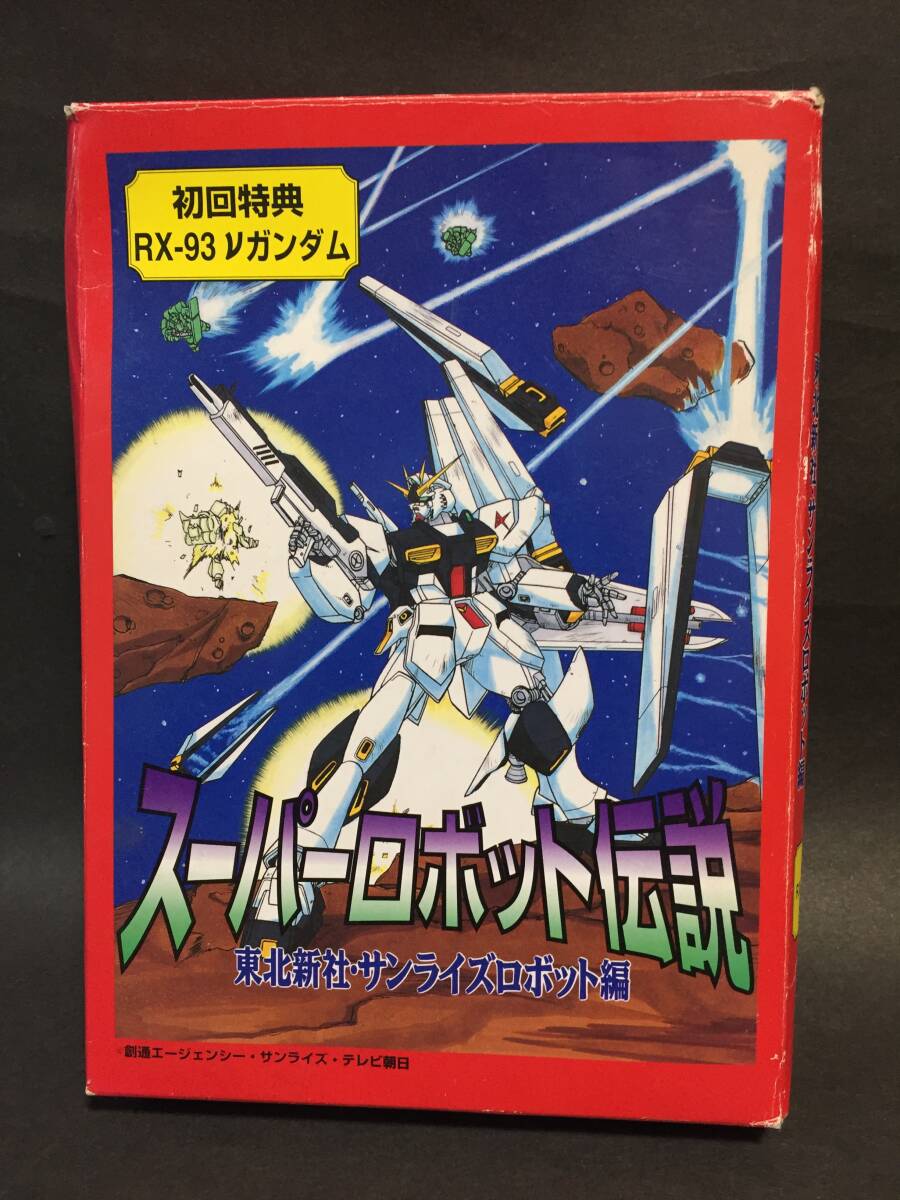 初回特典
RX-93 νガンダム
スーパーロボット伝説
東北新社・サンライズロボット編
創通エージェンシー・サンライズ・テレビ朝日